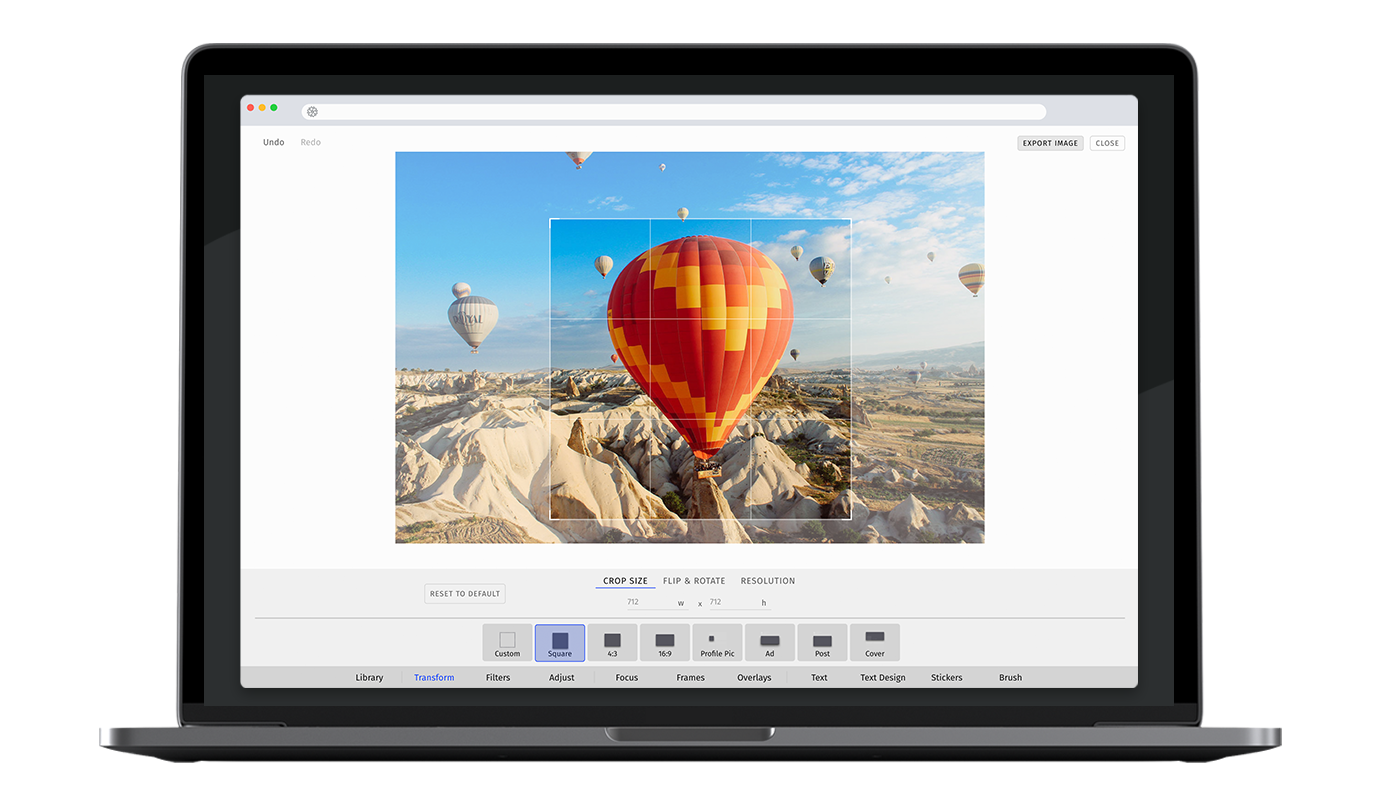 Undo Redo
EXPORT IMAGE CLOSE
CROP SIZE FLIP & ROTATE RESOLUTION
RESET TO DEFAULT
712 w x 712 h
Custom Square 4:3 16:9 Profile Pic Ad Post Cover
Library Transform Filters Adjust Focus Frames Overlays Text Text Design Stickers Brush